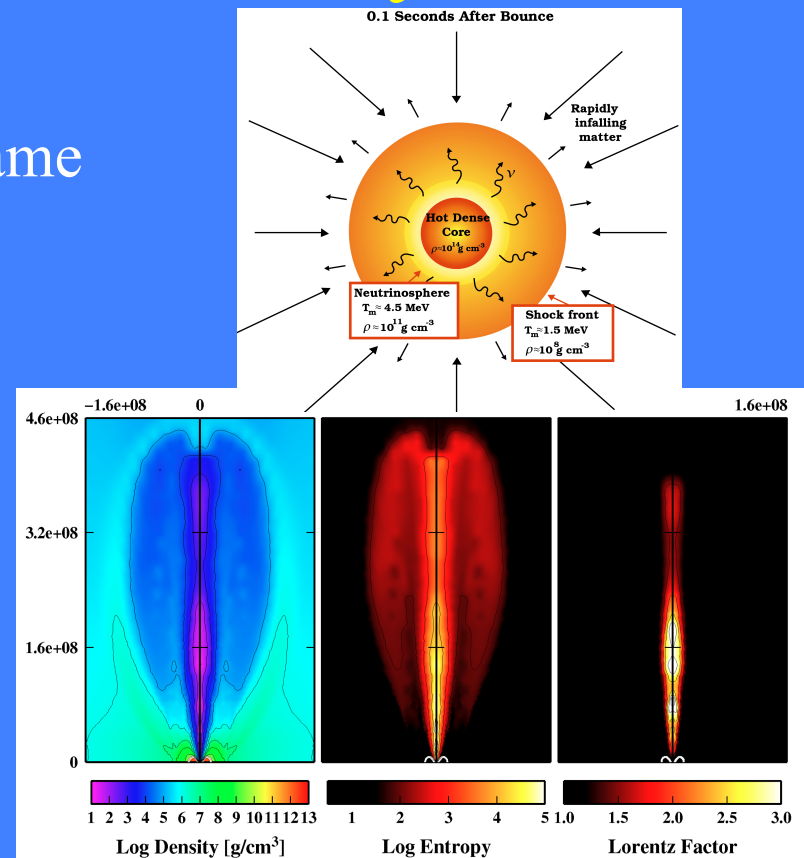 0.1 Seconds After Bounce
Rapidly
infalling
matter
ν
Hot Dense
Core
ρ≈10¹⁴g cm⁻³
Neutrinosphere
Tₘ≈ 4.5 MeV
ρ≈10¹¹g cm⁻³
Shock front
Tₘ≈1.5 MeV
ρ≈10⁸g cm⁻³
−1.6e+08 0 1.6e+08
4.6e+08
3.2e+08
1.6e+08
0
1 2 3 4 5 6 7 8 9 10 11 12 13
Log Density [g/cm³]
1 2 3 4 5
Log Entropy
1.0 1.5 2.0 2.5 3.0
Lorentz Factor